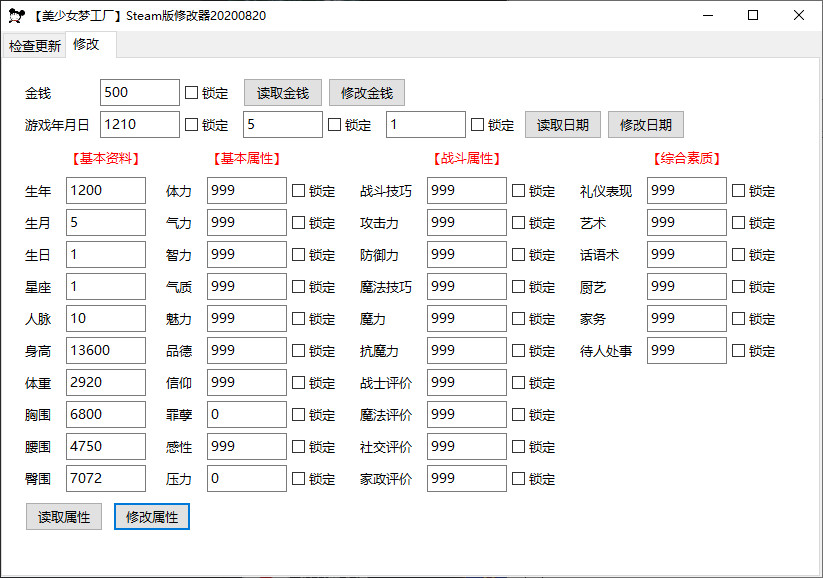 【美少女梦工厂】Steam版修改器20200820
检查更新 修改
金钱 500 锁定 读取金钱 修改金钱
游戏年月日 1210 锁定 5 锁定 1 锁定 读取日期 修改日期
【基本资料】 【基本属性】 【战斗属性】 【综合素质】
生年 1200 体力 999 锁定 战斗技巧 999 锁定 礼仪表现 999 锁定
生月 5 气力 999 锁定 攻击力 999 锁定 艺术 999 锁定
生日 1 智力 999 锁定 防御力 999 锁定 话语术 999 锁定
星座 1 气质 999 锁定 魔法技巧 999 锁定 厨艺 999 锁定
人脉 10 魅力 999 锁定 魔力 999 锁定 家务 999 锁定
身高 13600 品德 999 锁定 抗魔力 999 锁定 待人处事 999 锁定
体重 2920 信仰 999 锁定 战士评价 999 锁定
胸围 6800 罪孽 0 锁定 魔法评价 999 锁定
腰围 4750 感性 999 锁定 社交评价 999 锁定
臀围 7072 压力 0 锁定 家政评价 999 锁定
读取属性 修改属性